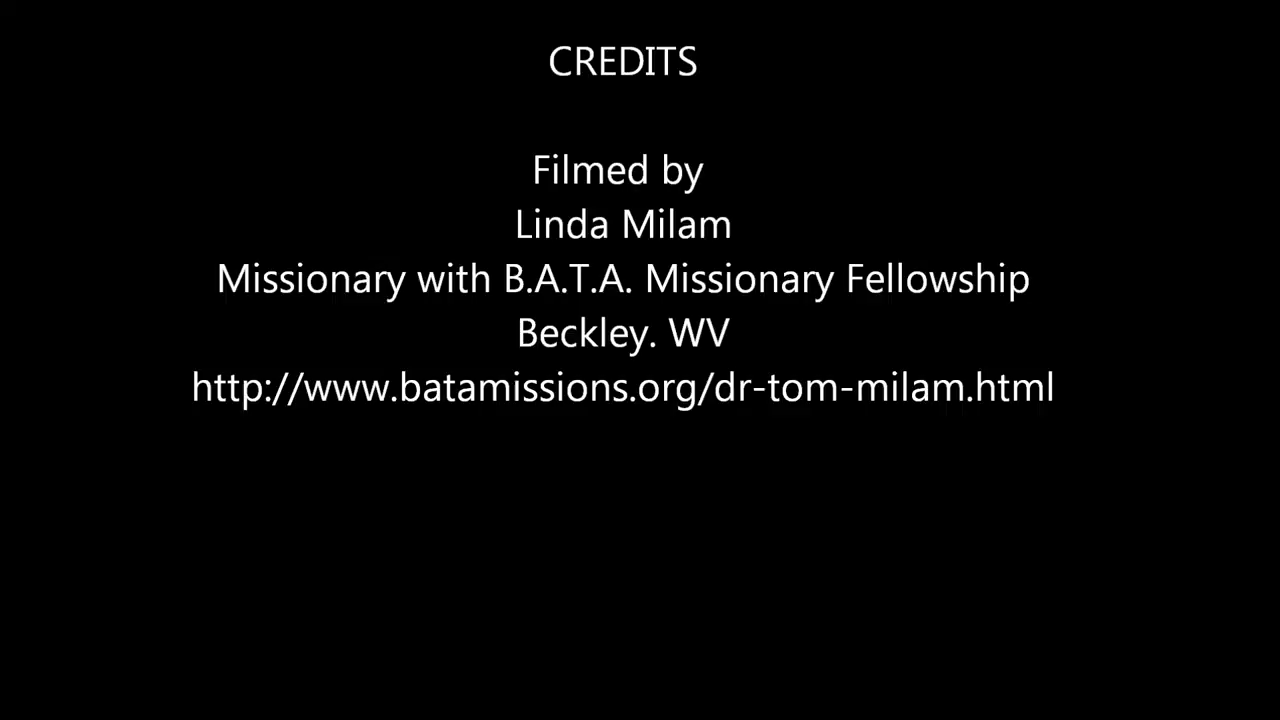 CREDITS
Filmed by
Linda Milam
Missionary with B.A.T.A. Missionary Fellowship
Beckley. WV
http://www.batamissions.org/dr-tom-milam.html